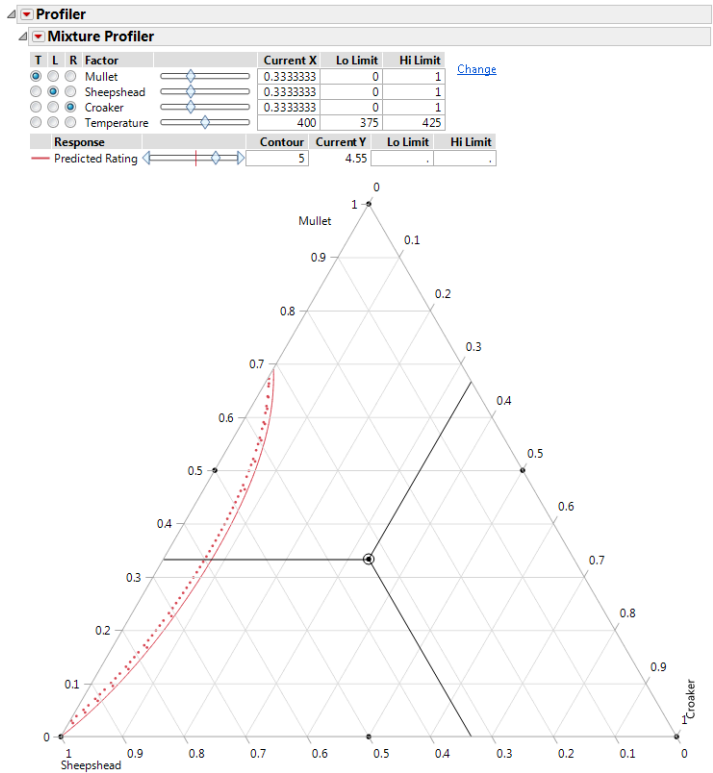 Profiler
Mixture Profiler
T L R Factor Current X Lo Limit Hi Limit
Mullet 0.3333333 0 1
Change
Sheepshead 0.3333333 0 1
Croaker 0.3333333 0 1
Temperature 400 375 425
Response Contour Current Y Lo Limit Hi Limit
Predicted Rating 5 4.55 . .
0
1
Mullet
0.1
0.9
0.2
0.8
0.3
0.7
0.4
0.6
0.5
0.5
0.6
0.4
0.7
0.3
0.8
0.2
0.9
0.1
Croaker
1
0
1 0.9 0.8 0.7 0.6 0.5 0.4 0.3 0.2 0.1 0
Sheepshead